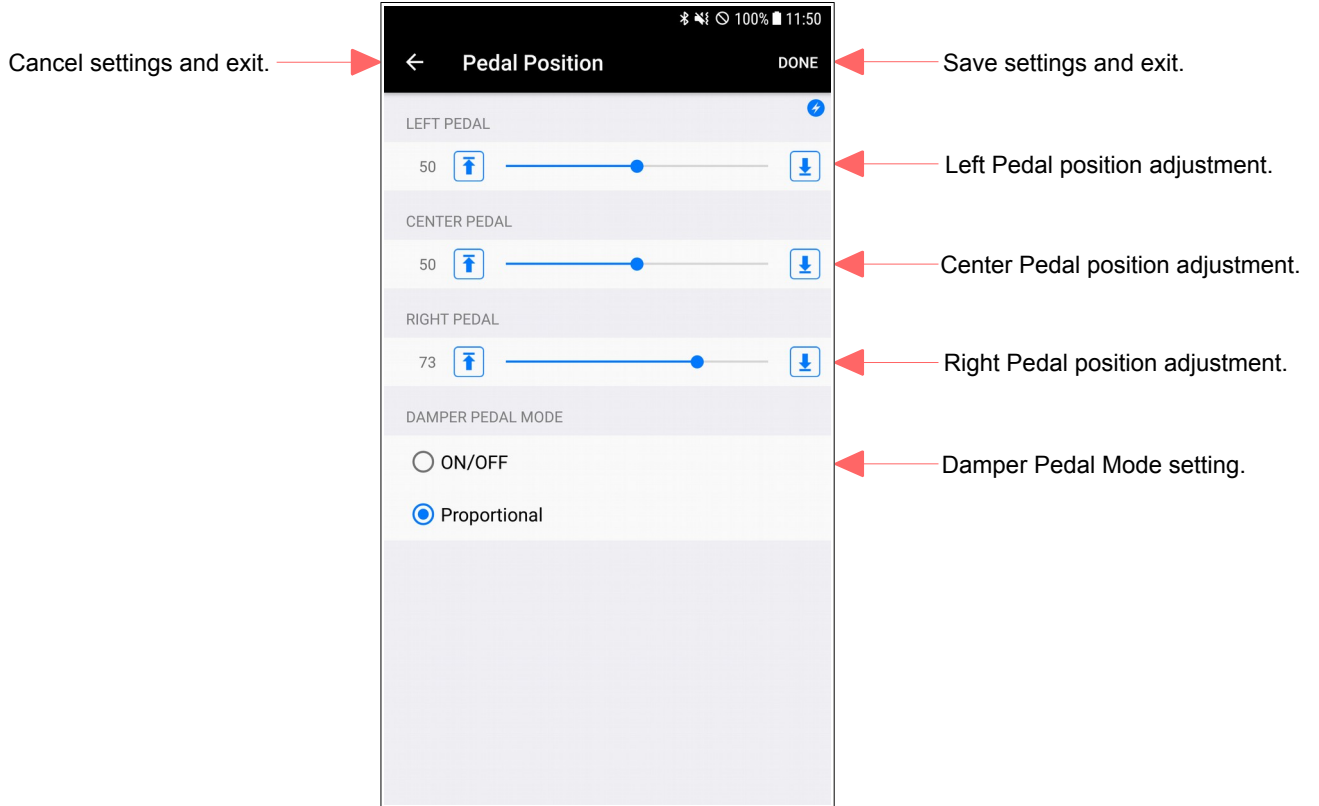 100% 11:50
Cancel settings and exit.
Pedal Position
DONE
Save settings and exit.
LEFT PEDAL
50
Left Pedal position adjustment.
CENTER PEDAL
50
Center Pedal position adjustment.
RIGHT PEDAL
73
Right Pedal position adjustment.
DAMPER PEDAL MODE
ON/OFF
Damper Pedal Mode setting.
Proportional